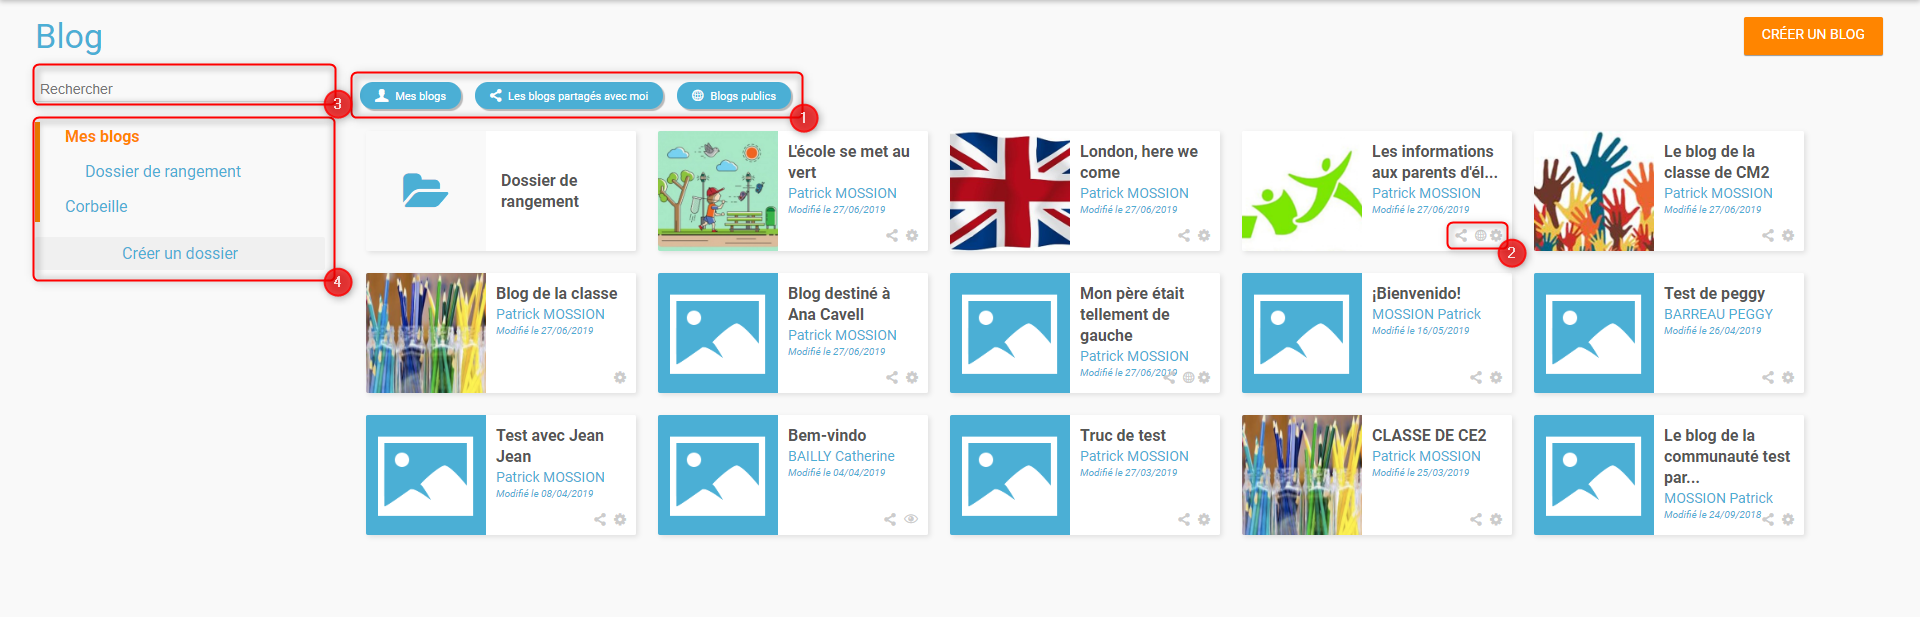 Blog
CRÉER UN BLOG
Rechercher
3
Mes blogs
Les blogs partagés avec moi
Blogs publics
1
Mes blogs
Dossier de rangement
Corbeille
Créer un dossier
4
Dossier de
rangement
L'école se met au
vert
Patrick MOSSION
Modifié le 27/06/2019
London, here we
come
Patrick MOSSION
Modifié le 27/06/2019
Les informations
aux parents d'él...
Patrick MOSSION
Modifié le 27/06/2019
2
Le blog de la
classe de CM2
Patrick MOSSION
Modifié le 27/06/2019
Blog de la classe
Patrick MOSSION
Modifié le 27/06/2019
Blog destiné à
Ana Cavell
Patrick MOSSION
Modifié le 27/06/2019
Mon père était
tellement de
gauche
Patrick MOSSION
Modifié le 27/06/2019
¡Bienvenido!
MOSSION Patrick
Modifié le 16/05/2019
Test de peggy
BARREAU PEGGY
Modifié le 26/04/2019
Test avec Jean
Jean
Patrick MOSSION
Modifié le 08/04/2019
Bem-vindo
BAILLY Catherine
Modifié le 04/04/2019
Truc de test
Patrick MOSSION
Modifié le 27/03/2019
CLASSE DE CE2
Patrick MOSSION
Modifié le 25/03/2019
Le blog de la
communauté test
par...
MOSSION Patrick
Modifié le 24/09/2018